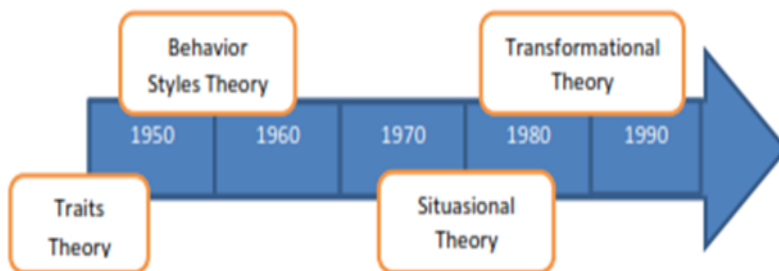 Behavior
Styles Theory
Transformational
Theory
1950
1960
1970
1980
1990
Traits
Theory
Situasional
Theory